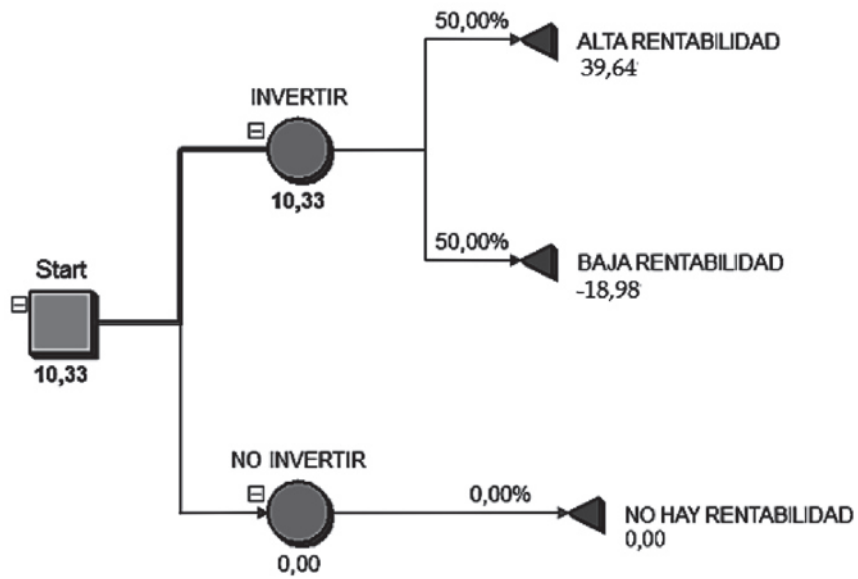 50,00%
ALTA RENTABILIDAD
39,64
INVERTIR
10,33
50,00%
BAJA RENTABILIDAD
-18,98
Start
10,33
NO INVERTIR
0,00%
NO HAY RENTABILIDAD
0,00
0,00